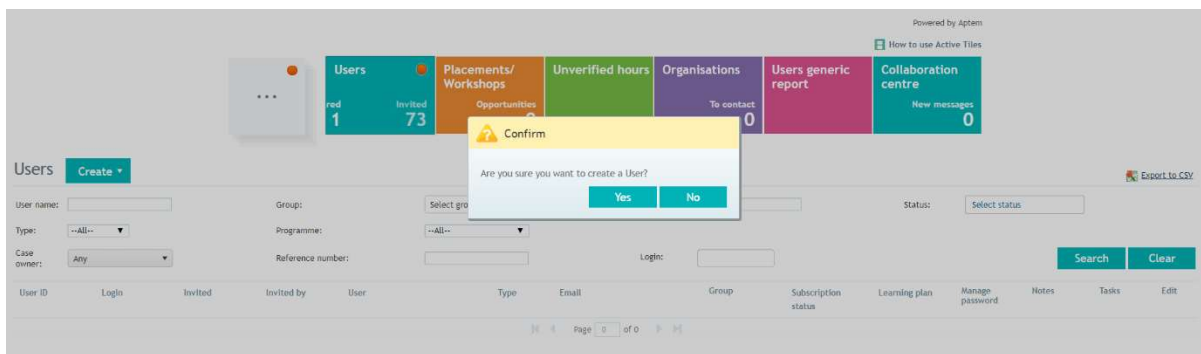 Powered by Aptem
How to use Active Tiles
...
Users
red
1
Invited
73
Placements/
Workshops
Opportunities
Unverified hours
Organisations
To contact
0
Users generic
report
Collaboration
centre
New messages
0
Confirm
Are you sure you want to create a User?
Yes No
Users Create
Export to CSV
User name: Group: Select gro Status: Select status
Type: --All-- Programme: --All--
Case
owner: Any Reference number: Login: Search Clear
User ID Login Invited Invited by User Type Email Group Subscription
status Learning plan Manage
password Notes Tasks Edit
Page 0 of 0